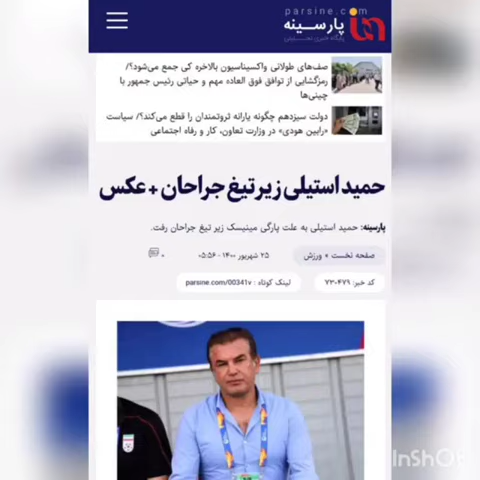 parsine.com
پارسینه
پایگاه خبری تحلیلی
صف‌های طولانی واکسیناسیون بالاخره کی جمع می‌شود؟/
رمزگشایی از توافق فوق العاده مهم و حیاتی رئیس جمهور با
چینی‌ها
دولت سیزدهم چگونه یارانه ثروتمندان را قطع می‌کند؟/ سیاست
«رابین هودی» در وزارت تعاون، کار و رفاه اجتماعی
حمید استیلی زیر تیغ جراحان + عکس
پارسینه: حمید استیلی به علت پارگی مینیسک زیر تیغ جراحان رفت.
صفحه نخست » ورزش
۲۵ شهریور ۱۴۰۰ - ۰۵:۵۶
۰
کد خبر: ۷۳۰۴۷۹
لینک کوتاه : parsine.com/00341v
InShOt